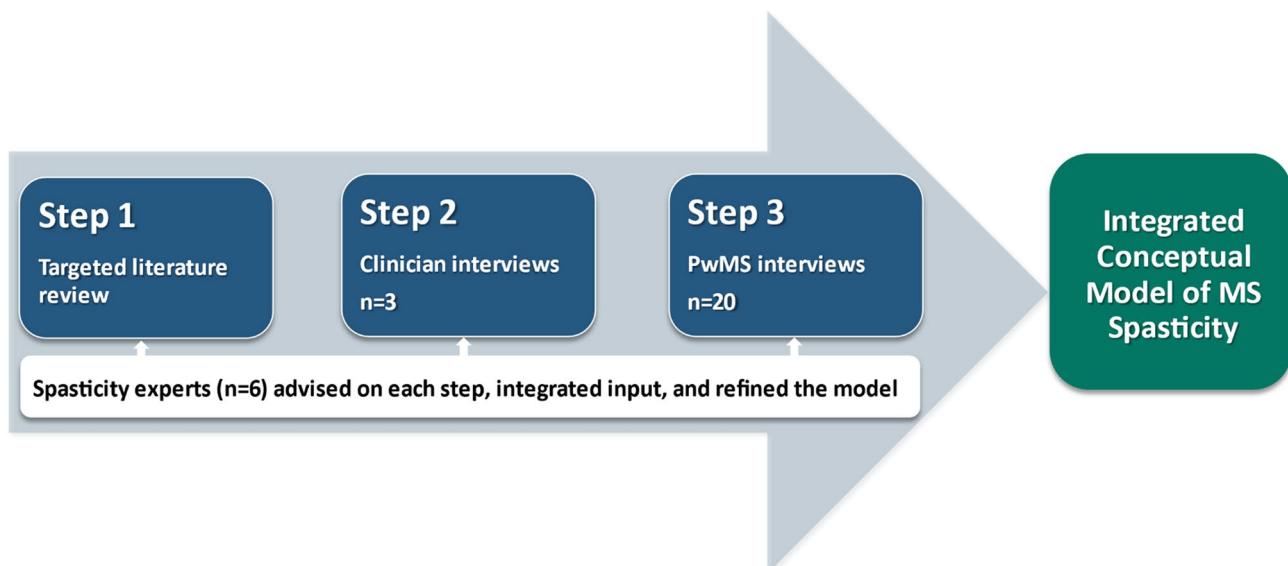 Step 1
Targeted literature
review
Step 2
Clinician interviews
n=3
Step 3
PwMS interviews
n=20
Spasticity experts (n=6) advised on each step, integrated input, and refined the model
Integrated
Conceptual
Model of MS
Spasticity